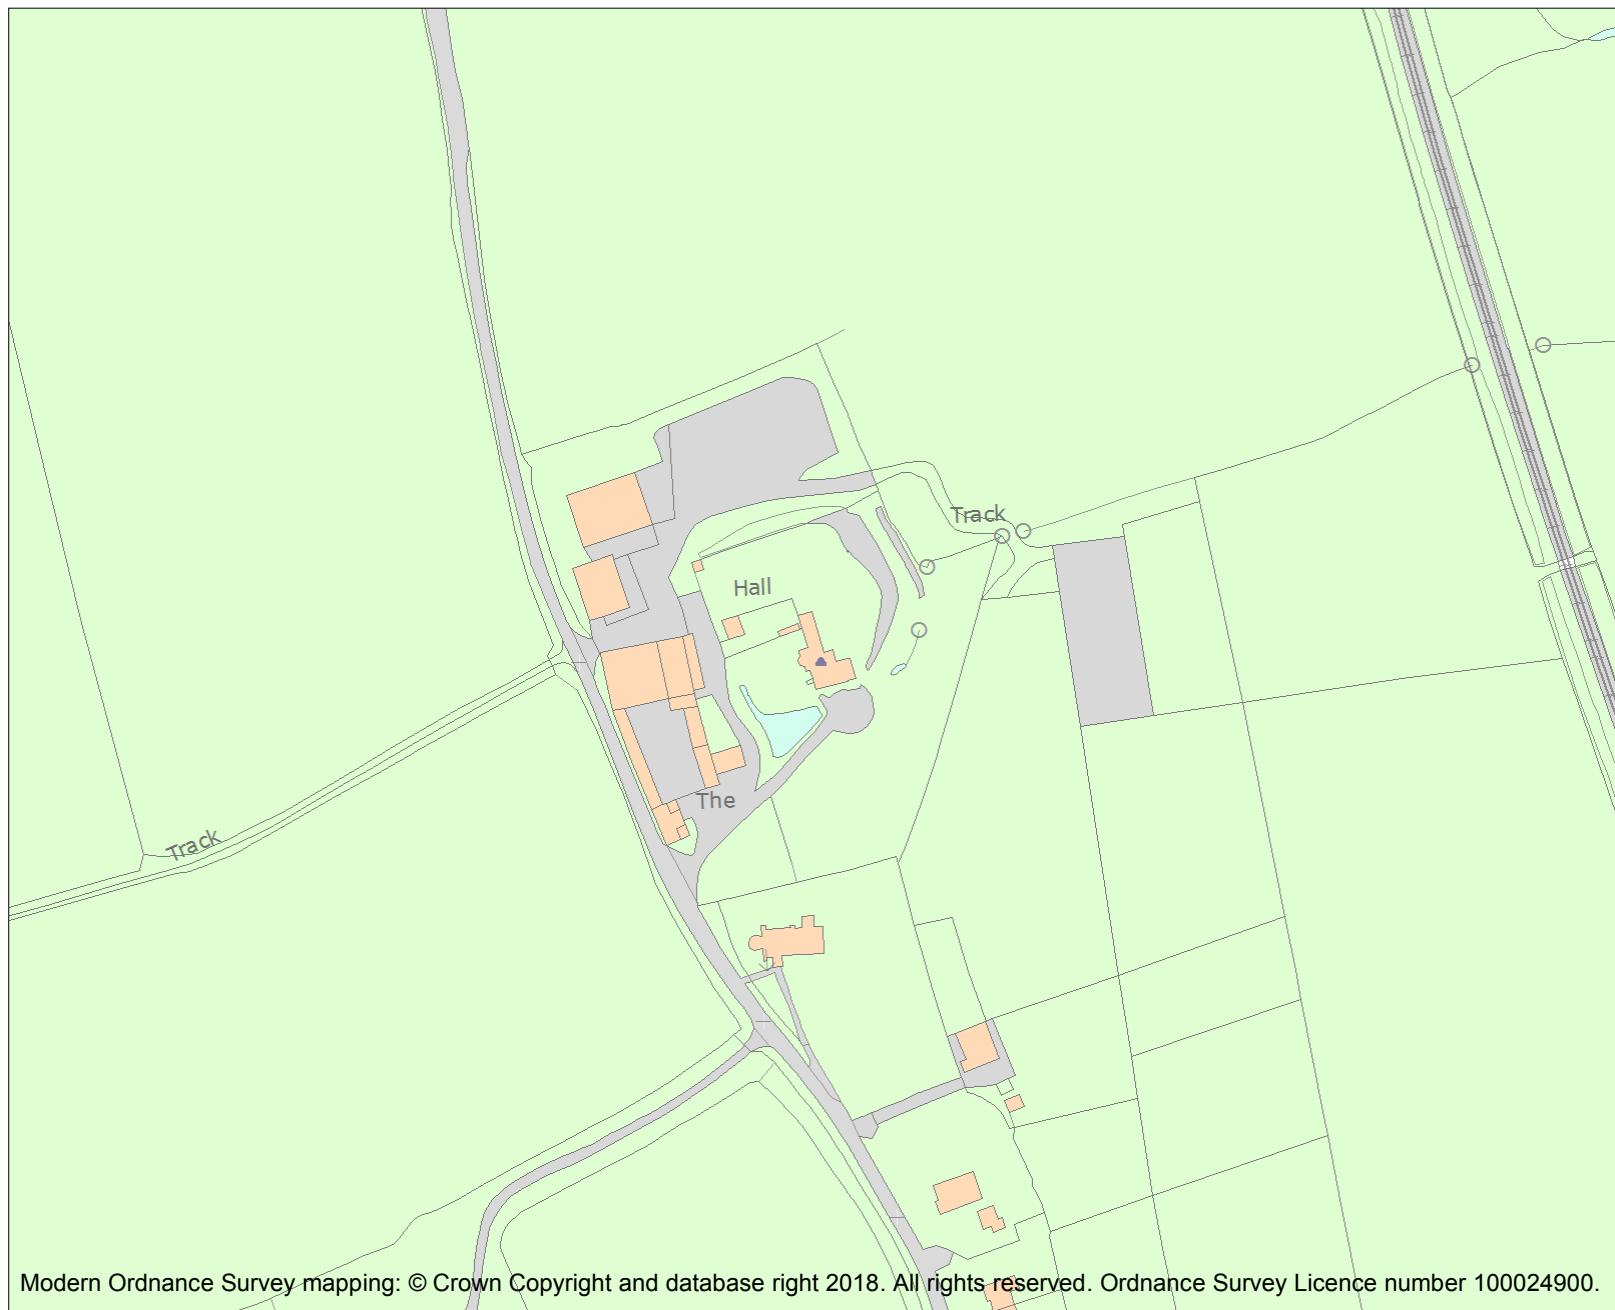 Track
Hall
The
Track
Modern Ordnance Survey mapping: © Crown Copyright and database right 2018. All rights reserved. Ordnance Survey Licence number 100024900.